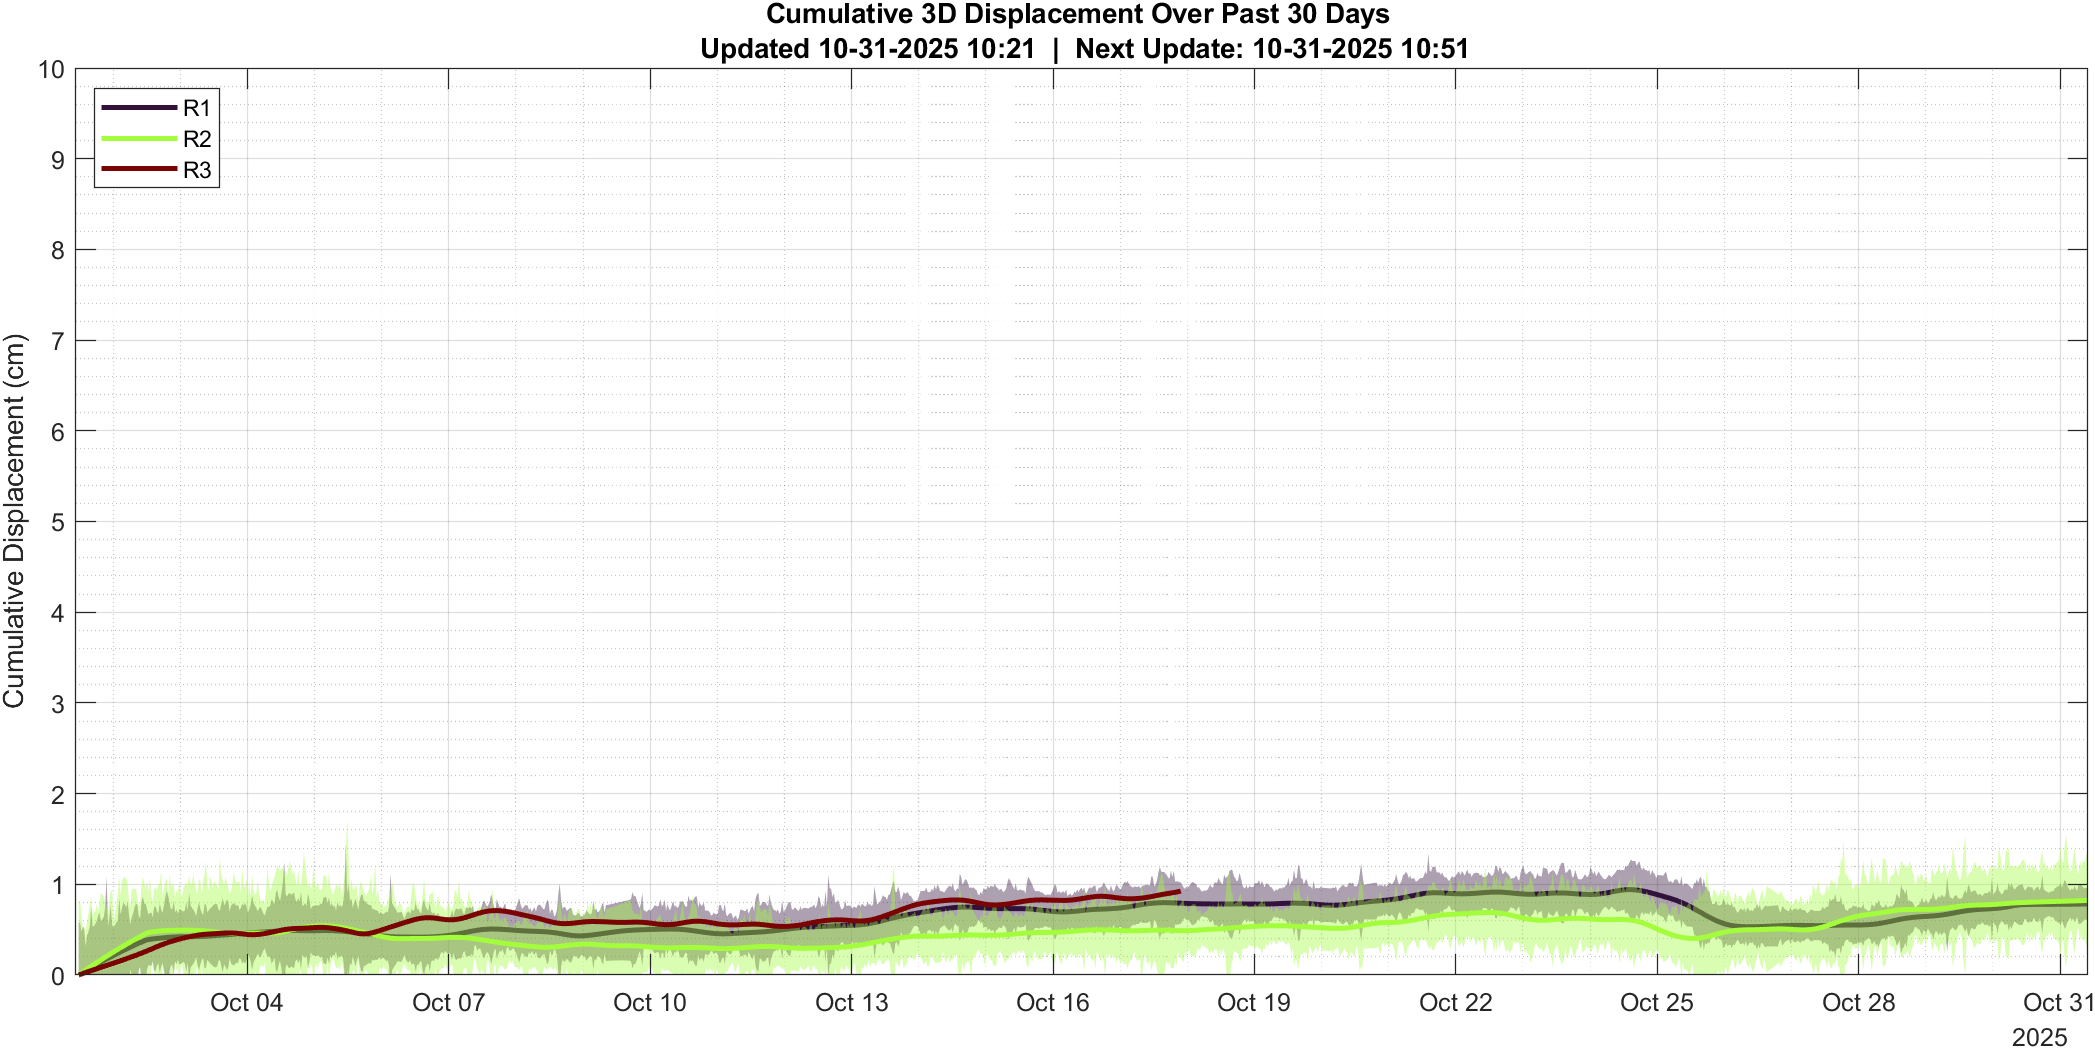 Cumulative 3D Displacement Over Past 30 Days
Updated 10-31-2025 10:21 | Next Update: 10-31-2025 10:51
R1
R2
R3
Cumulative Displacement (cm)
10
9
8
7
6
5
4
3
2
1
0
Oct 04 Oct 07 Oct 10 Oct 13 Oct 16 Oct 19 Oct 22 Oct 25 Oct 28 Oct 31
2025